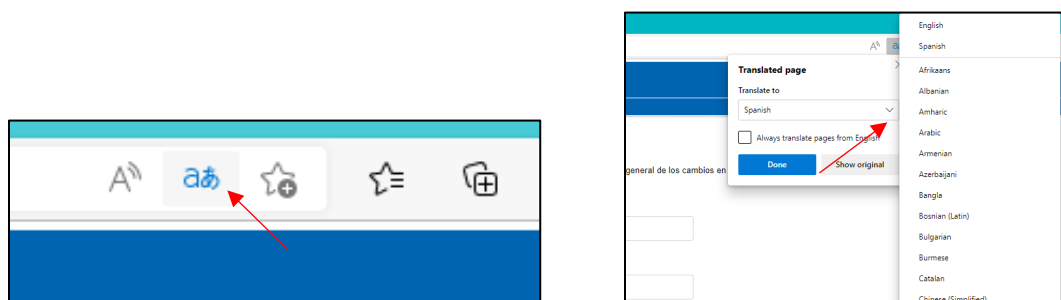 A
aあ
A
Translated page
Translate to
Spanish
Always translate pages from English
Done
Show original
general de los cambios en
English
Spanish
Afrikaans
Albanian
Amharic
Arabic
Armenian
Azerbaijani
Bangla
Bosnian (Latin)
Bulgarian
Burmese
Catalan
Chinese (Simplified)